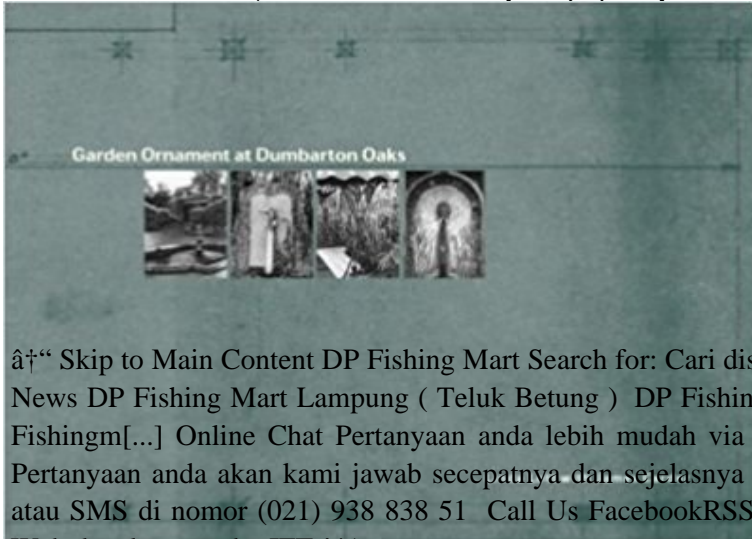 Garden Ornament at Dumbarton Oaks
â†“ Skip to Main Content DP Fishing Mart Search for: Cari dis
News DP Fishing Mart Lampung ( Teluk Betung ) DP Fishin
Fishingm[...] Online Chat Pertanyaan anda lebih mudah via
Pertanyaan anda akan kami jawab secepatnya dan sejelasnya
atau SMS di nomor (021) 938 838 51 Call Us FacebookRSS